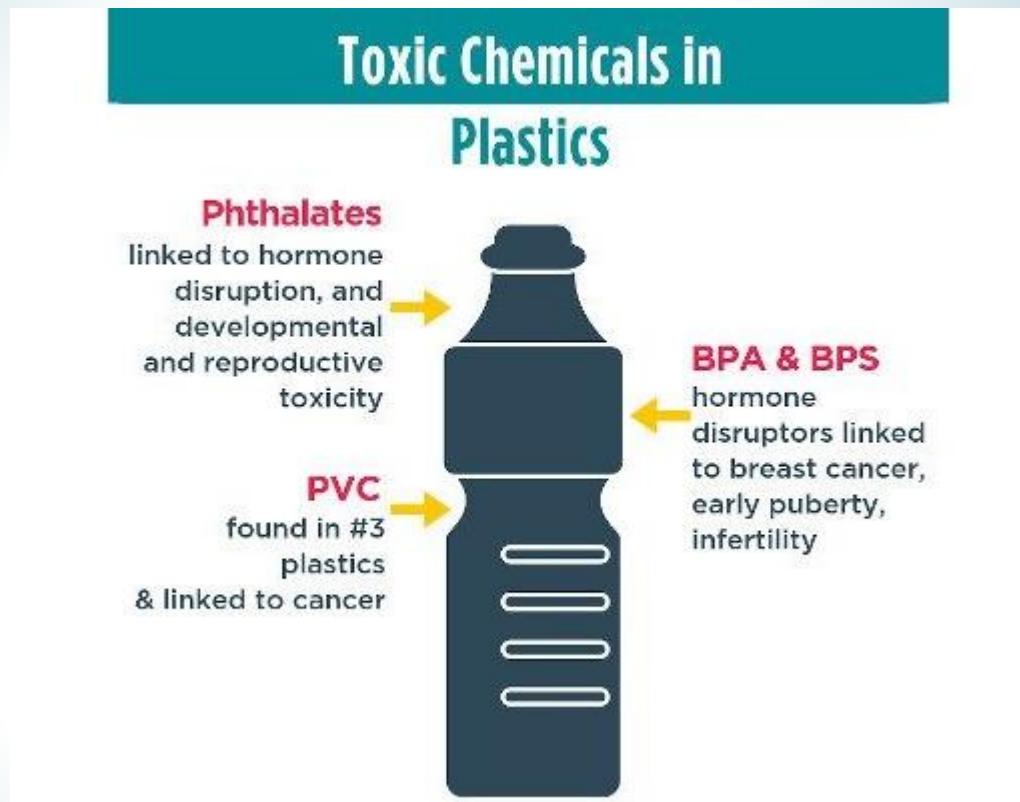 Toxic Chemicals in
Plastics
Phthalates
linked to hormone
disruption, and
developmental
and reproductive
toxicity
BPA & BPS
hormone
disruptors linked
to breast cancer,
early puberty,
infertility
PVC
found in #3
plastics
& linked to cancer